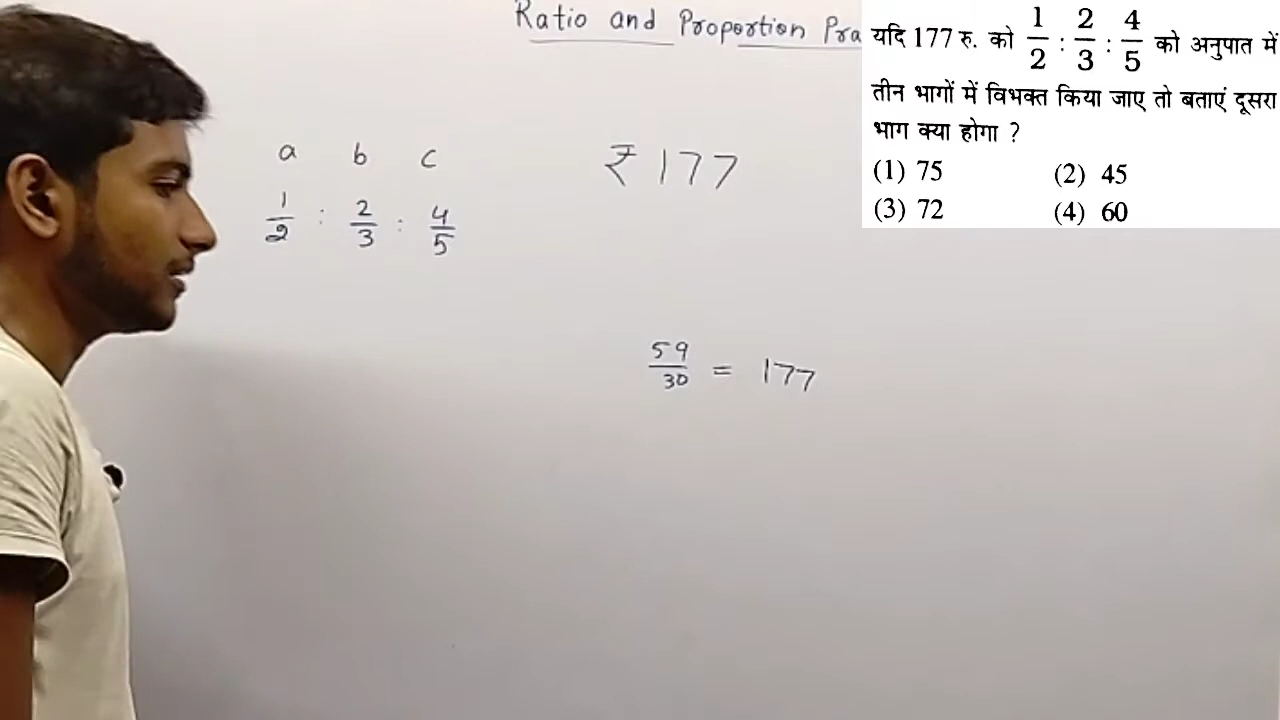 Ratio and Proportion Pra
यदि 177 रु. को 1/2 : 2/3 : 4/5 को अनुपात में
तीन भागों में विभक्त किया जाए तो बताएं दूसरा
भाग क्या होगा ?
(1) 75 (2) 45
(3) 72 (4) 60
a b c
1/2 : 2/3 : 4/5
₹ 177
59/30 = 177